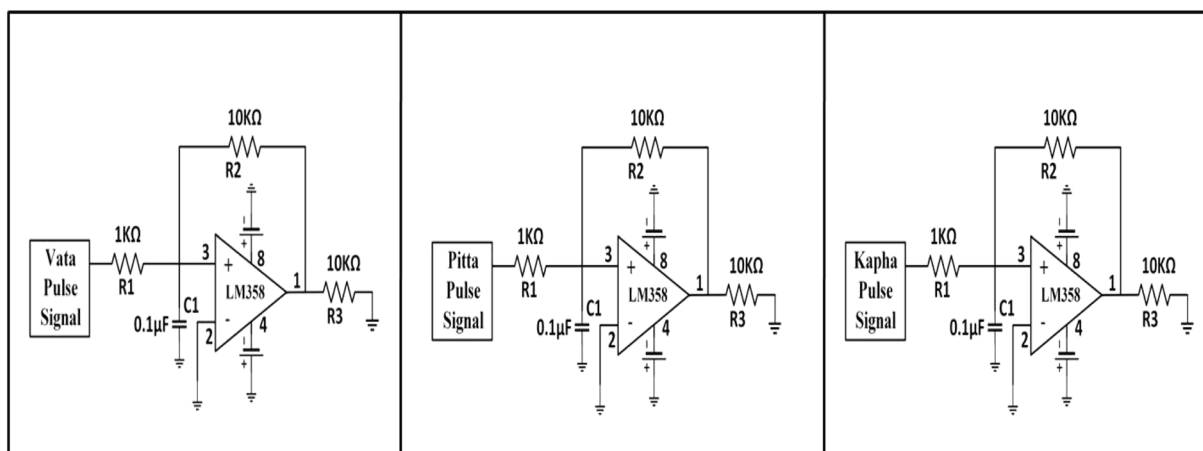 10KΩ
R2
1KΩ
R1
Vata
Pulse
Signal
3
+
8
LM358
1
10KΩ
R3
C1
0.1μF
2
-
4
-
+
-
+
10KΩ
R2
1KΩ
R1
Pitta
Pulse
Signal
3
+
8
LM358
1
10KΩ
R3
C1
0.1μF
2
-
4
-
+
-
+
10KΩ
R2
1KΩ
R1
Kapha
Pulse
Signal
3
+
8
LM358
1
10KΩ
R3
C1
0.1μF
2
-
4
-
+
-
+